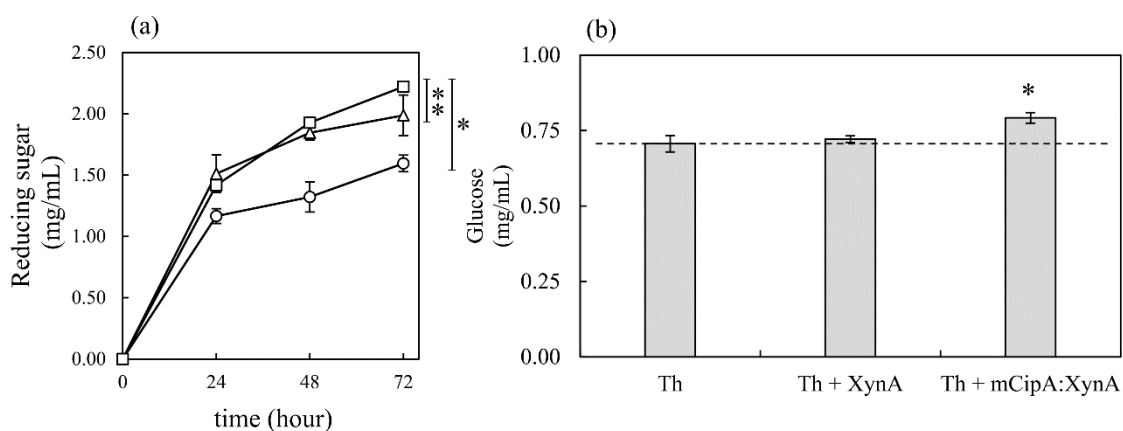 (a)
Reducing sugar
(mg/mL)
2.50
2.00
1.50
1.00
0.50
0.00
0 24 48 72
time (hour)
**
*
(b)
Glucose
(mg/mL)
1.00
0.75
0.50
0.25
0.00
*
Th Th + XynA Th + mCipA:XynA